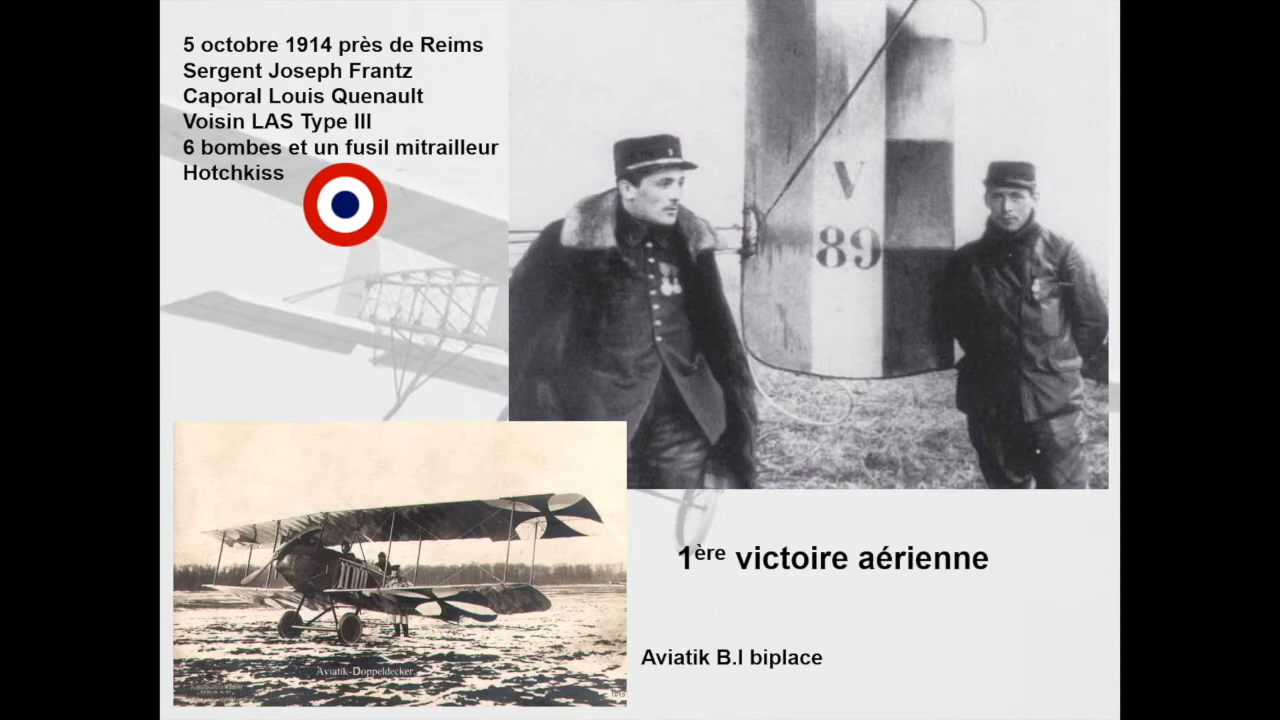 5 octobre 1914 près de Reims
Sergent Joseph Frantz
Caporal Louis Quenault
Voisin LAS Type III
6 bombes et un fusil mitrailleur
Hotchkiss
V
89
1ère victoire aérienne
Aviatik-Doppeldecker
Aviatik B.I biplace